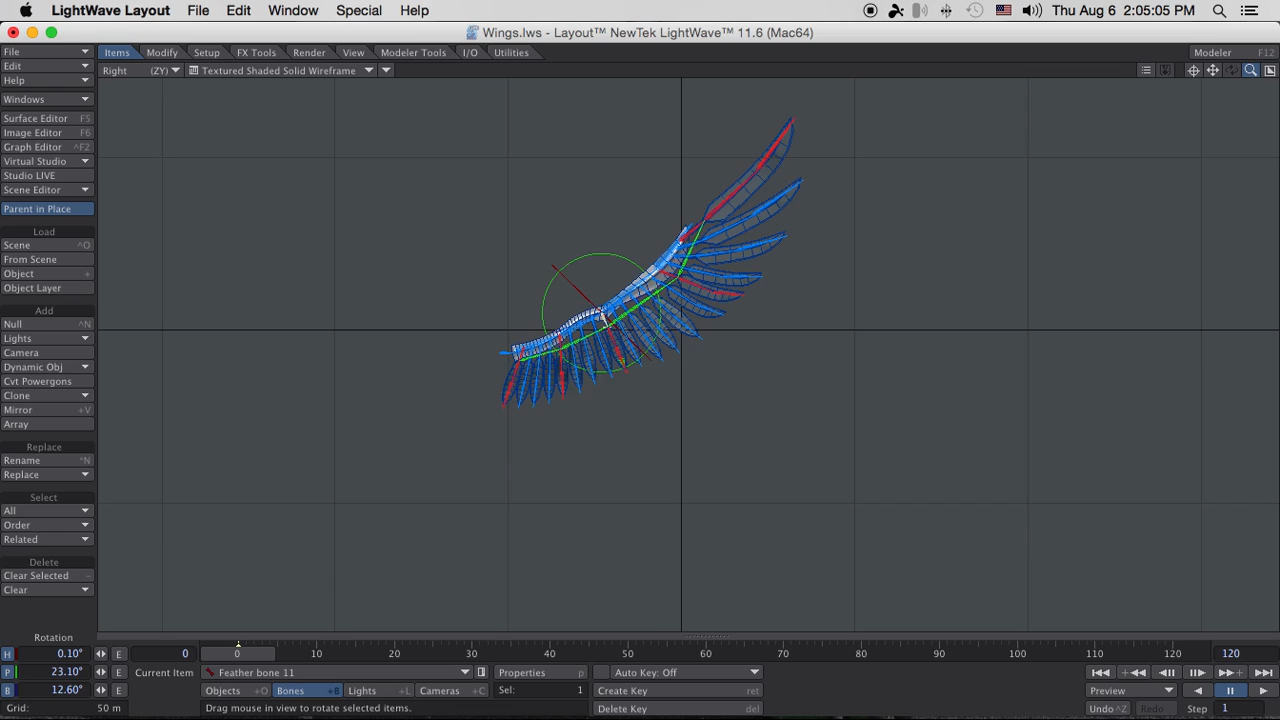 LightWave Layout File Edit Window Special Help Thu Aug 6 2:05:05 PM
Wings.lws - Layout™ NewTek LightWave™ 11.6 (Mac64)
File Items Modify Setup FX Tools Render View Modeler Tools I/O Utilities Modeler F12
Edit Right (ZY) Textured Shaded Solid Wireframe
Help
Windows
Surface Editor F5
Image Editor F6
Graph Editor ^F2
Virtual Studio
Studio LIVE
Scene Editor
Parent in Place
Load
Scene ^O
From Scene
Object +
Object Layer
Add
Null ^N
Lights
Camera
Dynamic Obj
Cvt Powergons
Clone
Mirror +V
Array
Replace
Rename ^N
Replace
Select
All
Order
Related
Delete
Clear Selected -
Clear
Rotation
H 0.10° E 0 0 10 20 30 40 50 60 70 80 90 100 110 120 120
P 23.10° E Current Item Feather bone 11 Properties p Auto Key: Off
B 12.60° E Objects +O Bones +B Lights +L Cameras +C Sel: 1 Create Key ret Preview
Grid: 50 m Drag mouse in view to rotate selected items. Delete Key del Undo ^Z Redo Step 1